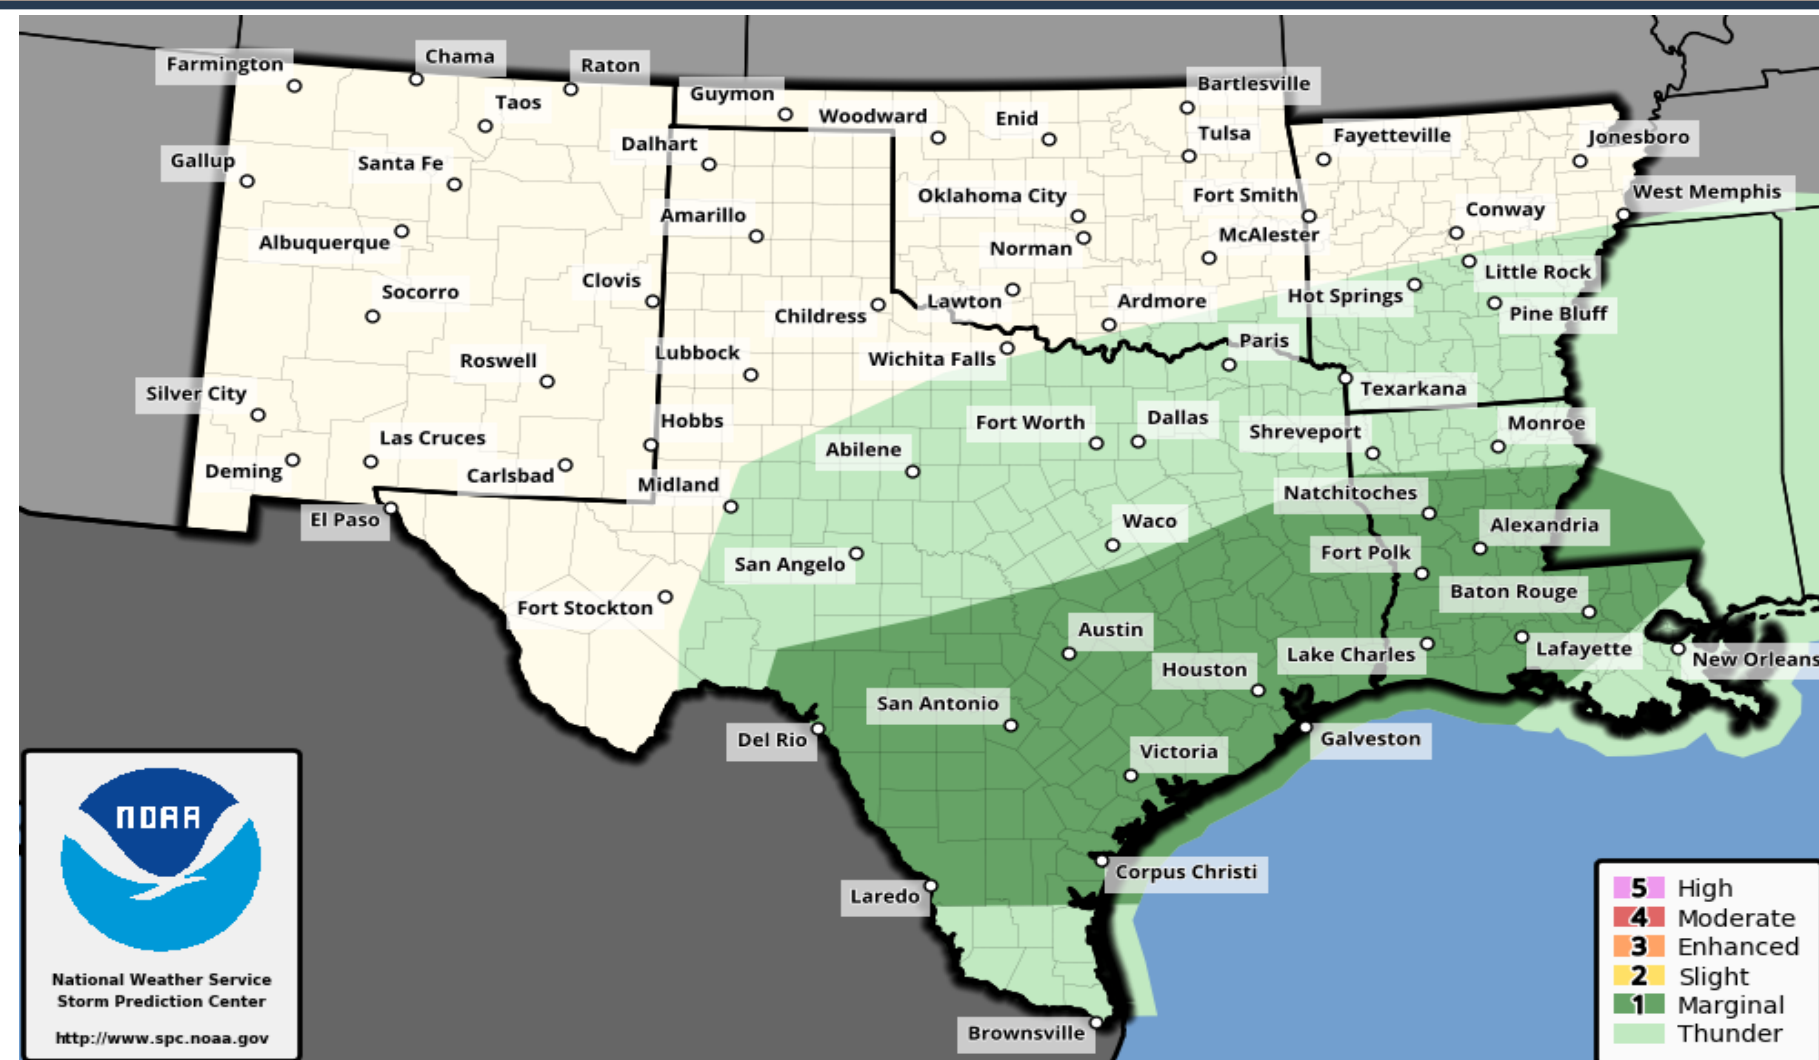 Farmington
Chama
Raton
Taos
Guymon
Woodward
Enid
Bartlesville
Tulsa
Fayetteville
Jonesboro
Dalhart
Gallup
Santa Fe
Oklahoma City
Fort Smith
West Memphis
Amarillo
Conway
Albuquerque
Norman
McAlester
Clovis
Socorro
Little Rock
Lawton
Ardmore
Hot Springs
Childress
Pine Bluff
Roswell
Lubbock
Wichita Falls
Paris
Silver City
Texarkana
Hobbs
Fort Worth
Dallas
Shreveport
Monroe
Las Cruces
Abilene
Deming
Carlsbad
Midland
Natchitoches
El Paso
Waco
Alexandria
San Angelo
Fort Polk
Fort Stockton
Baton Rouge
Austin
Lake Charles
Lafayette
New Orleans
Houston
San Antonio
Del Rio
Victoria
Galveston
Corpus Christi
Laredo
Brownsville
NOAA
National Weather Service
Storm Prediction Center
http://www.spc.noaa.gov
5 High
4 Moderate
3 Enhanced
2 Slight
1 Marginal
Thunder